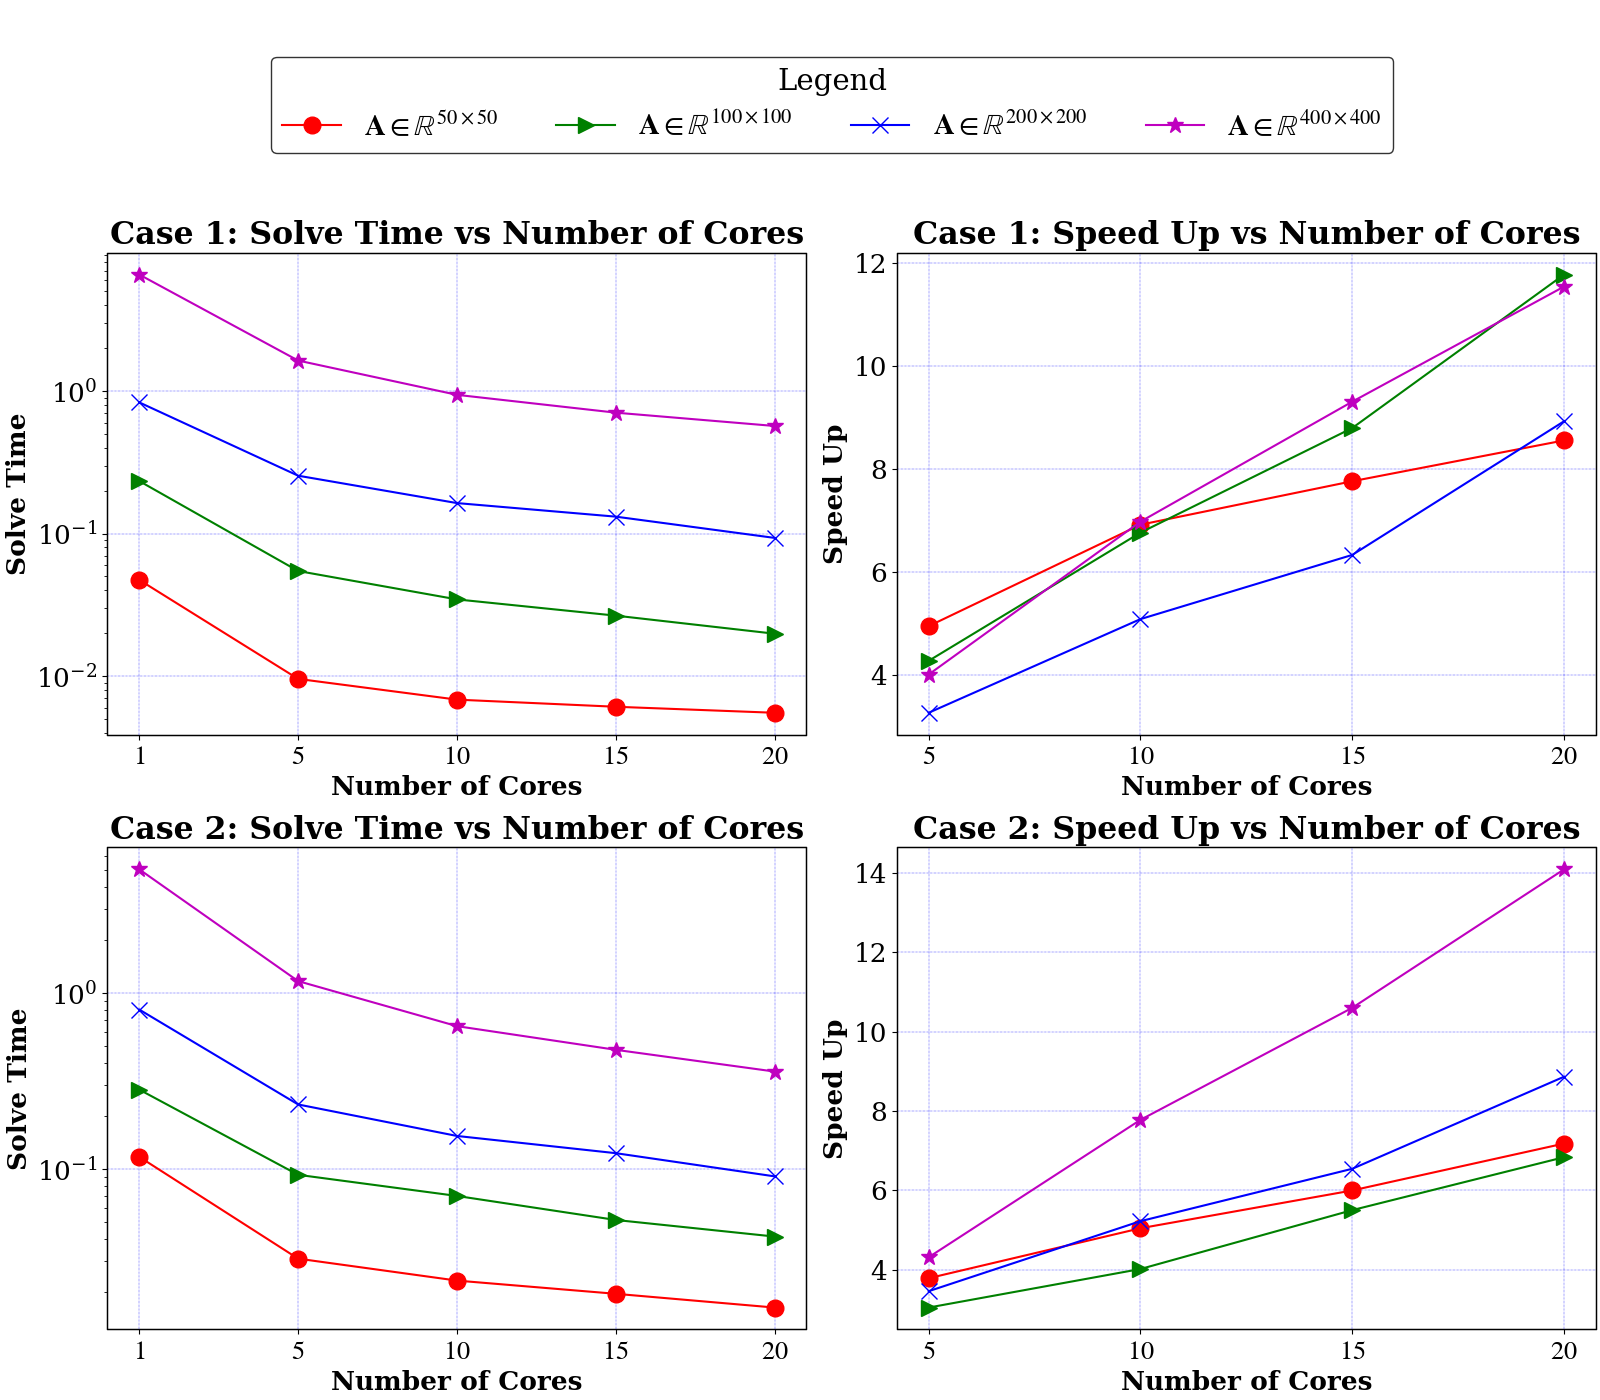 Legend
A ∈ ℝ^{50×50} A ∈ ℝ^{100×100} A ∈ ℝ^{200×200} A ∈ ℝ^{400×400}
Case 1: Solve Time vs Number of Cores
Solve Time
10^0
10^{−1}
10^{−2}
1 5 10 15 20
Number of Cores
Case 1: Speed Up vs Number of Cores
Speed Up
12
10
8
6
4
5 10 15 20
Number of Cores
Case 2: Solve Time vs Number of Cores
Solve Time
10^0
10^{−1}
1 5 10 15 20
Number of Cores
Case 2: Speed Up vs Number of Cores
Speed Up
14
12
10
8
6
4
5 10 15 20
Number of Cores